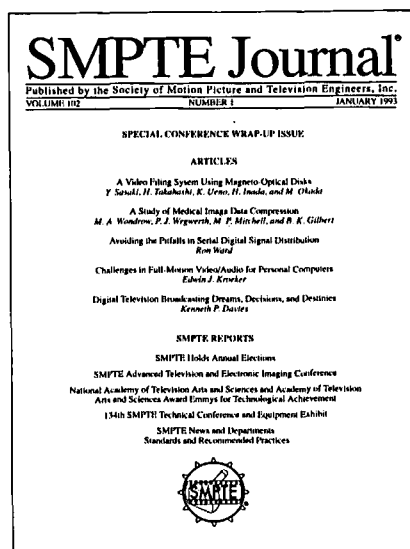 SMPTE Journal®
Published by the Society of Motion Picture and Television Engineers, Inc.
VOLUME 102 NUMBER 1 JANUARY 1993
SPECIAL CONFERENCE WRAP-UP ISSUE
ARTICLES
A Video Filing System Using Magneto-Optical Disks
Y. Sasaki, H. Takahashi, K. Ueno, H. Inada, and M. Okada
A Study of Medical Image Data Compression
M. A. Wondrow, P. J. Wegwerth, M. P. Mitchell, and B. K. Gilbert
Avoiding the Pitfalls in Serial Digital Signal Distribution
Ron Ward
Challenges in Full-Motion Video/Audio for Personal Computers
Edwin J. Kroeker
Digital Television Broadcasting Dreams, Decisions, and Destinies
Kenneth P. Davies
SMPTE REPORTS
SMPTE Holds Annual Elections
SMPTE Advanced Television and Electronic Imaging Conference
National Academy of Television Arts and Sciences and Academy of Television
Arts and Sciences Award Emmys for Technological Achievement
134th SMPTE Technical Conference and Equipment Exhibit
SMPTE News and Departments
Standards and Recommended Practices
SMPTE